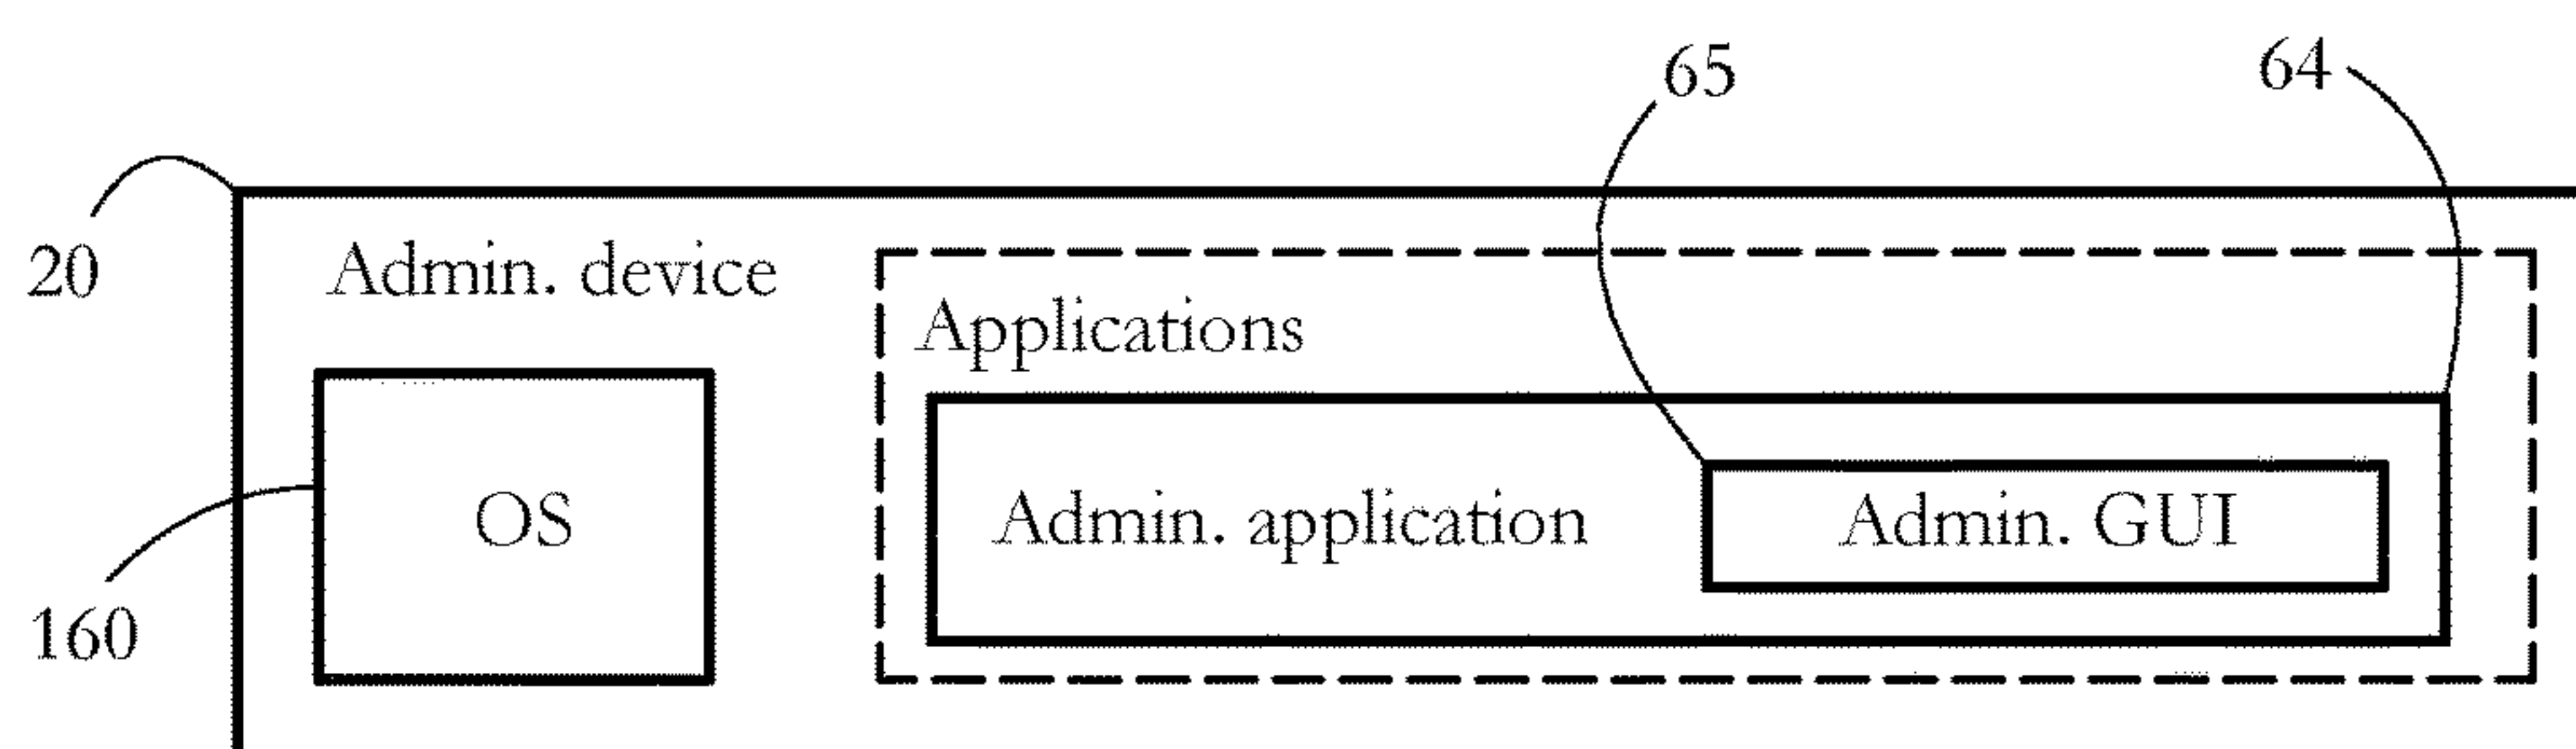 65
64
20
Admin. device
Applications
OS
Admin. application
Admin. GUI
160